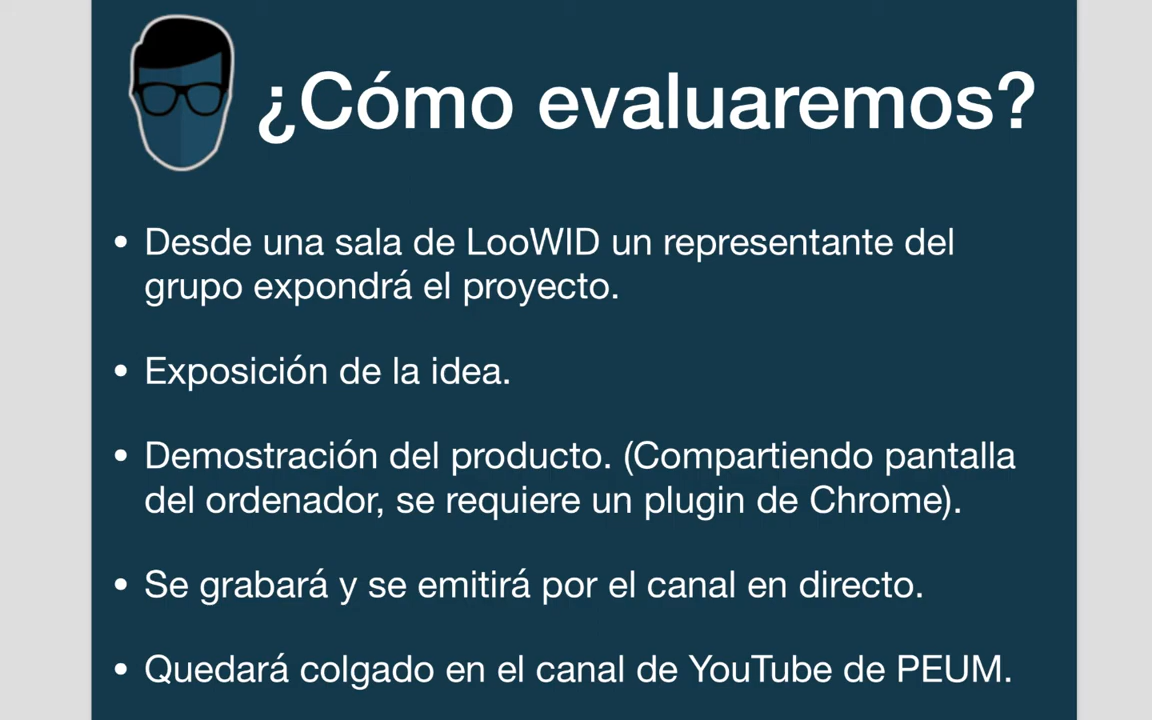 ¿Cómo evaluaremos?
• Desde una sala de LooWID un representante del
grupo expondrá el proyecto.
• Exposición de la idea.
• Demostración del producto. (Compartiendo pantalla
del ordenador, se requiere un plugin de Chrome).
• Se grabará y se emitirá por el canal en directo.
• Quedará colgado en el canal de YouTube de PEUM.